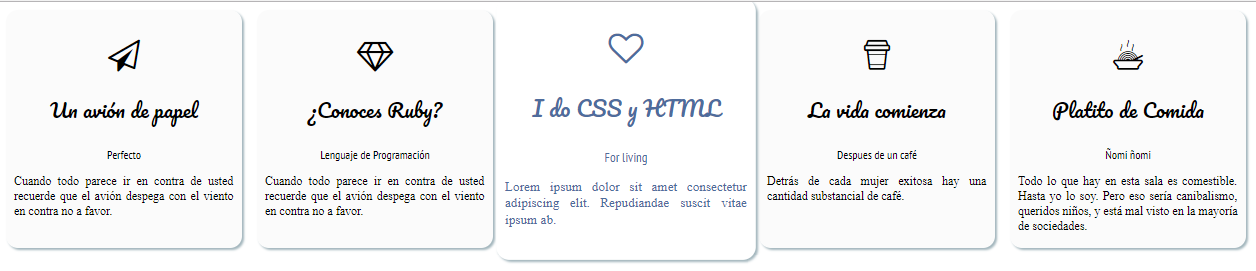 Un avión de papel
Perfecto
Cuando todo parece ir en contra de usted
recuerde que el avión despega con el viento
en contra no a favor.
¿Conoces Ruby?
Lenguaje de Programación
Cuando todo parece ir en contra de usted
recuerde que el avión despega con el viento
en contra no a favor.
I do CSS y HTML
For living
Lorem ipsum dolor sit amet consectetur
adipiscing elit. Repudiandae suscit vitae
ipsum ab.
La vida comienza
Despues de un café
Detrás de cada mujer exitosa hay una
cantidad substancial de café.
Platito de Comida
Ñomi ñomi
Todo lo que hay en esta sala es comestible.
Hasta yo lo soy. Pero eso sería canibalismo,
queridos niños, y está mal visto en la mayoría
de sociedades.